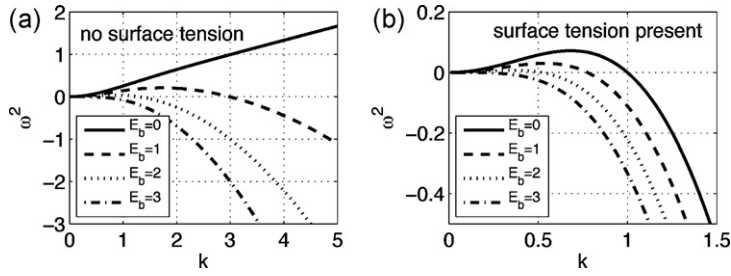 (a)
no surface tension
ω²
2
1
0
-1
-2
-3
E_b=0
E_b=1
E_b=2
E_b=3
0 1 2 3 4 5
k
(b)
surface tension present
ω²
0.2
0
-0.2
-0.4
E_b=0
E_b=1
E_b=2
E_b=3
0 0.5 1 1.5
k